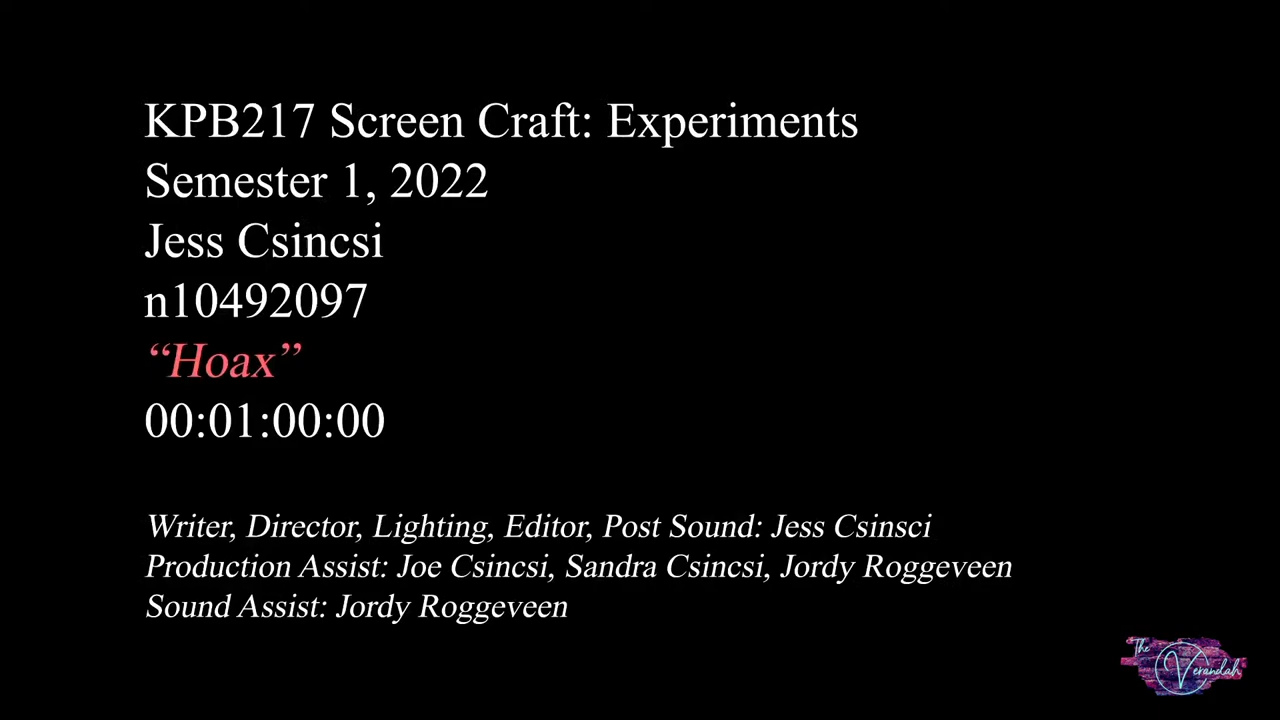 KPB217 Screen Craft: Experiments
Semester 1, 2022
Jess Csincsi
n10492097
“Hoax”
00:01:00:00
Writer, Director, Lighting, Editor, Post Sound: Jess Csinsci
Production Assist: Joe Csincsi, Sandra Csincsi, Jordy Roggeveen
Sound Assist: Jordy Roggeveen
The
Verandah